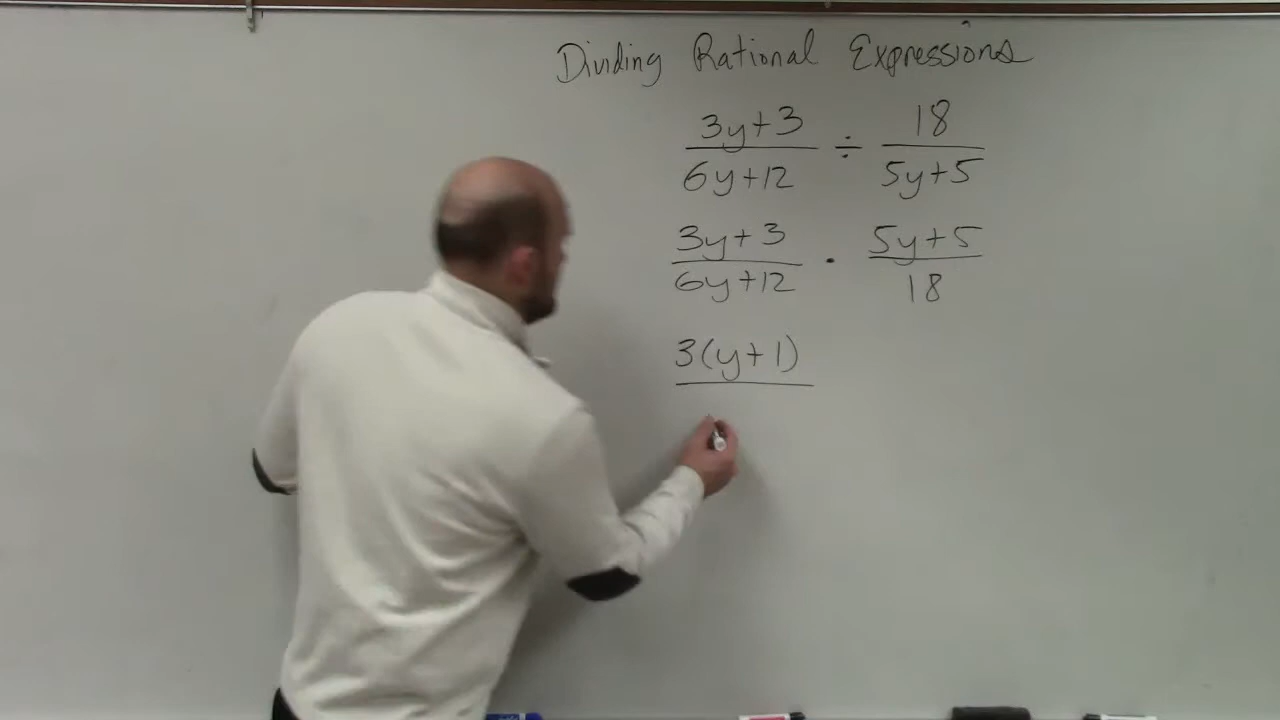 Dividing Rational Expressions
3y+3 ÷ 18
6y+12 5y+5
3y+3 · 5y+5
6y+12 18
3(y+1)